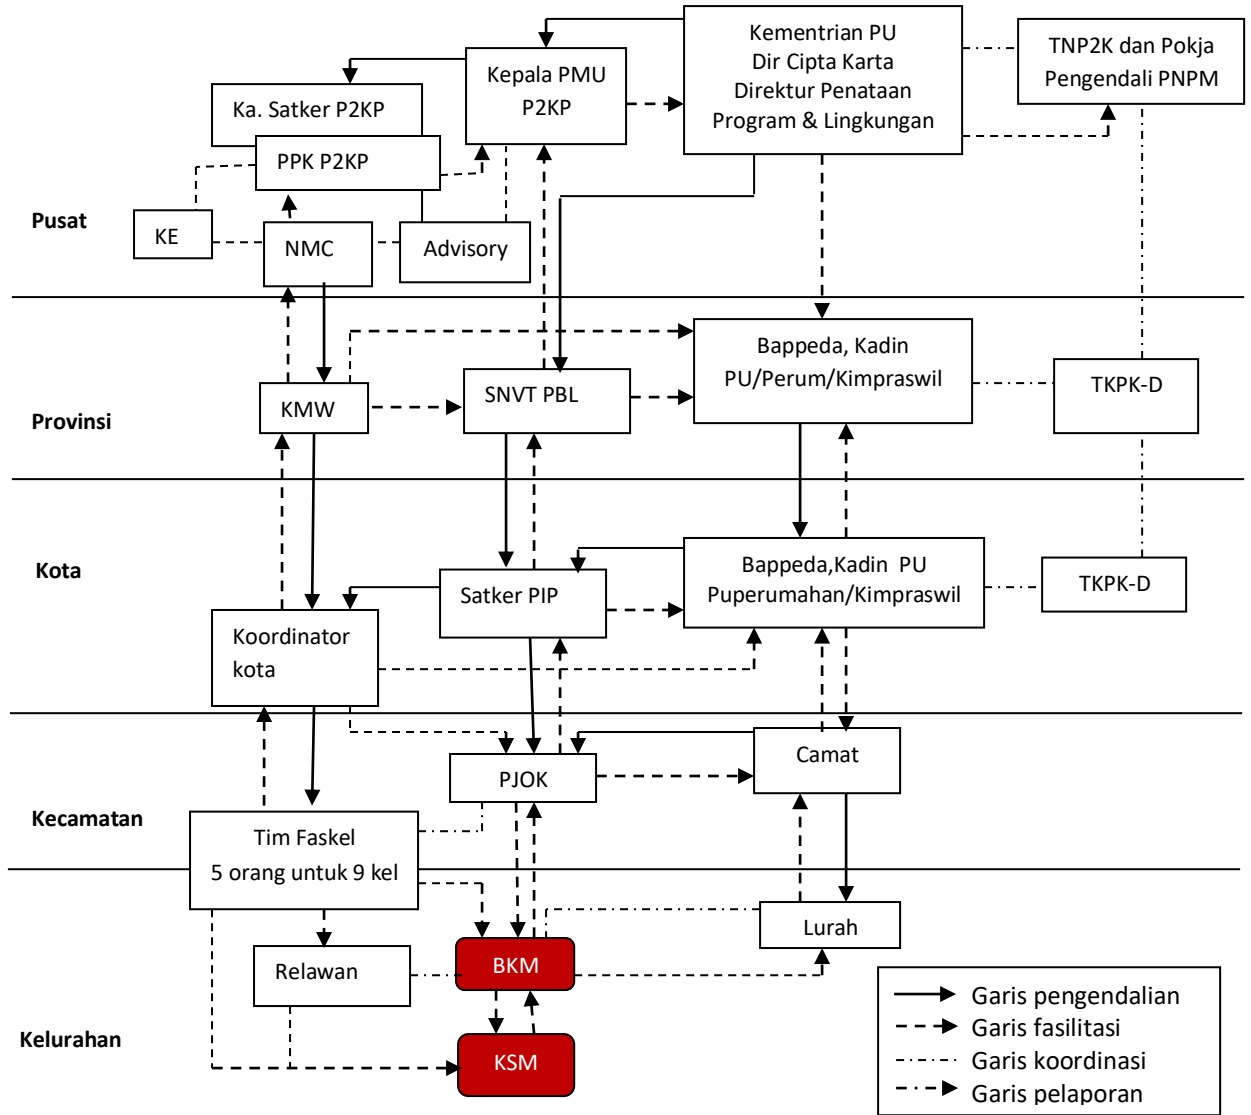 Kementrian PU
Dir Cipta Karta
Direktur Penataan
Program & Lingkungan
TNP2K dan Pokja
Pengendali PNPM
Kepala PMU
P2KP
Ka. Satker P2KP
PPK P2KP
Pusat
KE
NMC
Advisory
Bappeda, Kadin
PU/Perum/Kimpraswil
TKPK-D
SNVT PBL
KMW
Provinsi
Kota
Bappeda,Kadin PU
Puperumahan/Kimpraswil
TKPK-D
Satker PIP
Koordinator
kota
Camat
PJOK
Kecamatan
Tim Faskel
5 orang untuk 9 kel
Lurah
Relawan
BKM
Kelurahan
KSM
Garis pengendalian
Garis fasilitasi
Garis koordinasi
Garis pelaporan